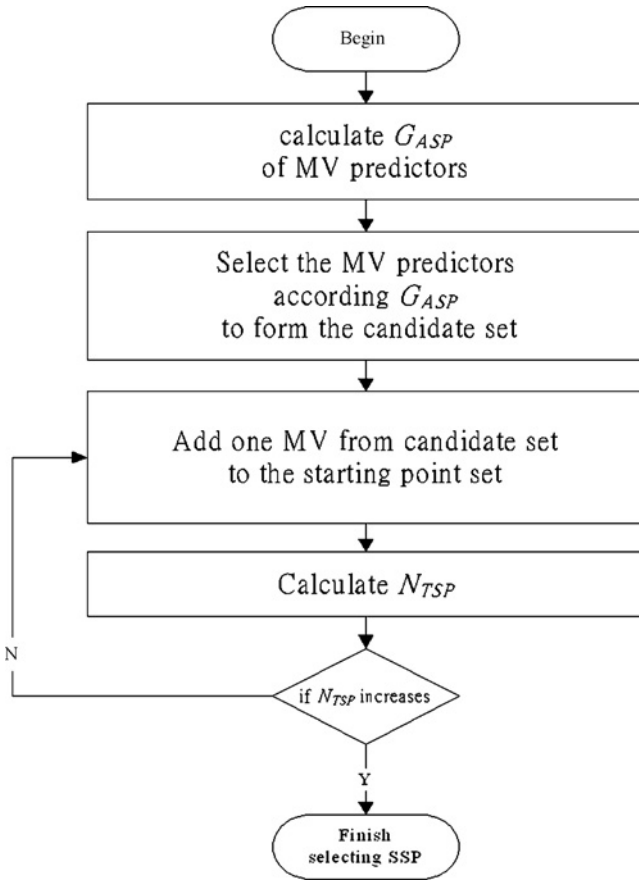 Begin
calculate G_ASP
of MV predictors
Select the MV predictors
according G_ASP
to form the candidate set
Add one MV from candidate set
to the starting point set
Calculate N_TSP
N
if N_TSP increases
Y
Finish
selecting SSP